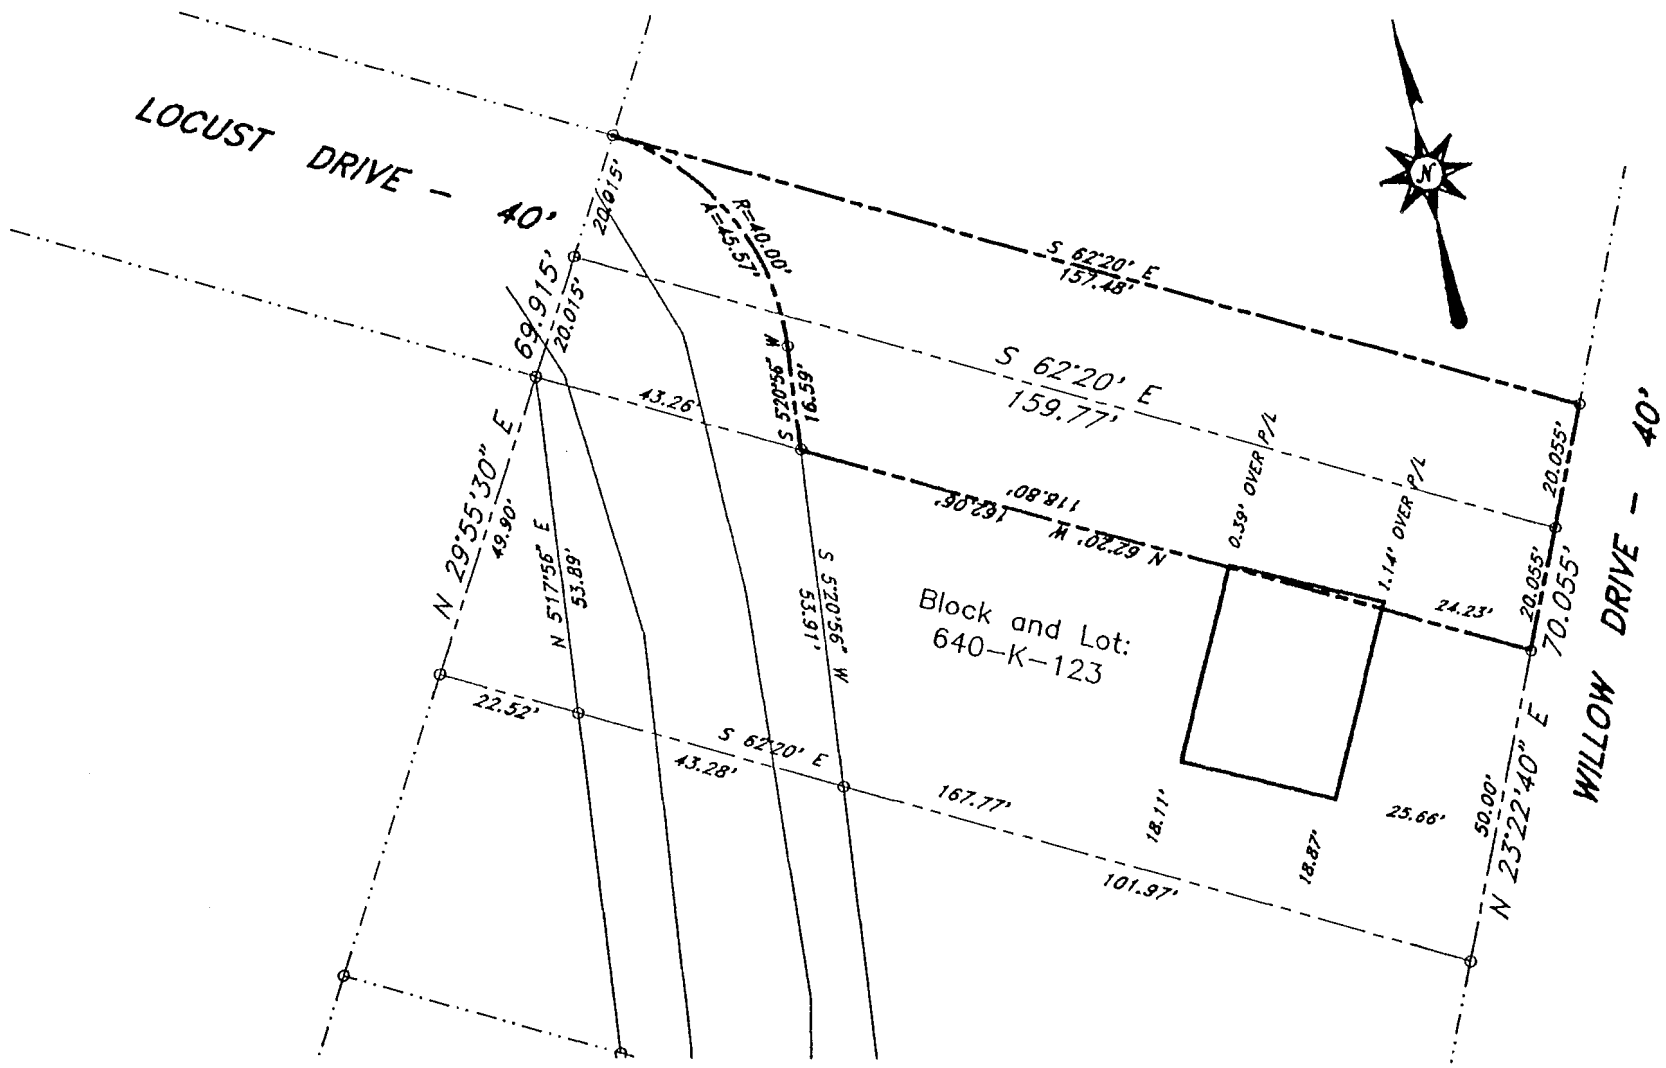 LOCUST DRIVE - 40'
N
20.015'
R=40.00'
A=45.57'
S 62°20' E
157.48'
69.915'
20.015'
S 62°20' E
159.77'
43.26'
S 5°20'56" W
16.59'
0.39' OVER P/L
1.14' OVER P/L
20.055'
WILLOW DRIVE - 40'
118.80'
162.06'
N 62°20' W
N 29°55'30" E
49.90'
N 5°17'56" E
53.89'
S 5°20'56" W
53.91'
Block and Lot:
640-K-123
24.23'
20.055'
70.055'
22.52'
S 62°20' E
43.28'
167.77'
18.11'
18.87'
25.66'
50.00'
N 23°22'40" E
101.97'